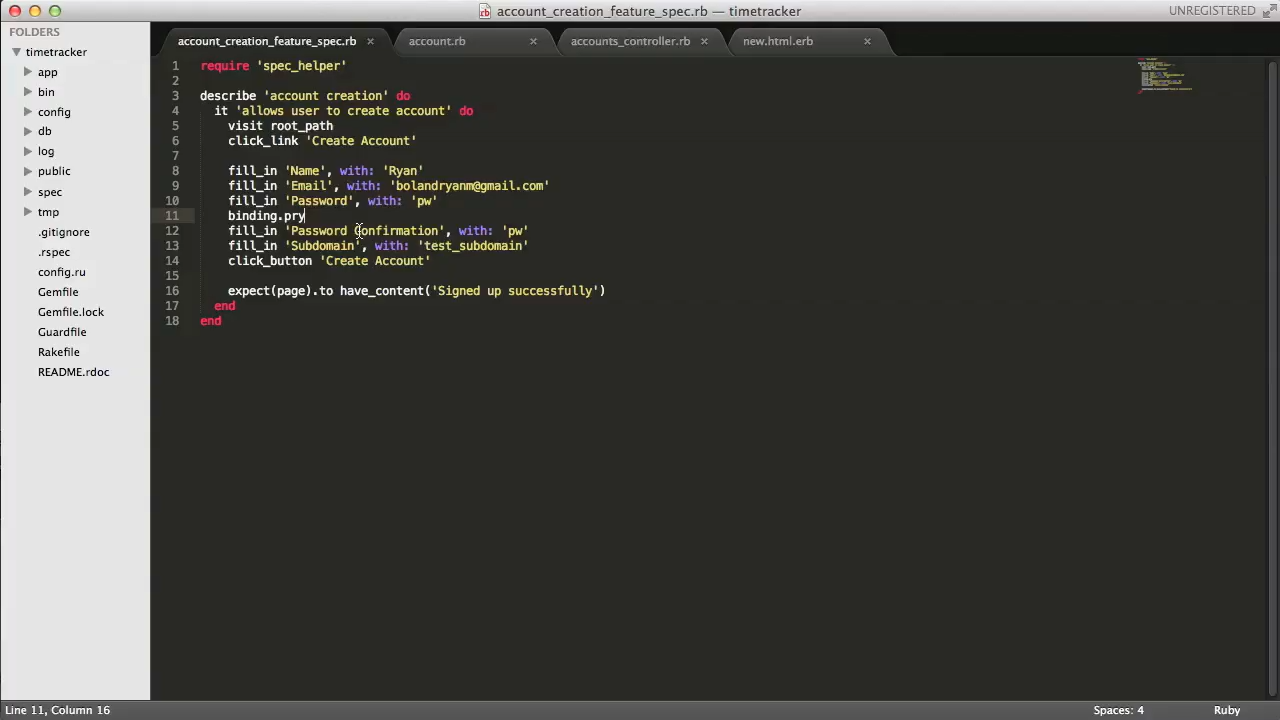 account_creation_feature_spec.rb — timetracker
UNREGISTERED
FOLDERS
timetracker
app
bin
config
db
log
public
spec
tmp
.gitignore
.rspec
config.ru
Gemfile
Gemfile.lock
Guardfile
Rakefile
README.rdoc
account_creation_feature_spec.rb ×
account.rb ×
accounts_controller.rb ×
new.html.erb ×
1 require 'spec_helper'
2
3 describe 'account creation' do
4 it 'allows user to create account' do
5 visit root_path
6 click_link 'Create Account'
7
8 fill_in 'Name', with: 'Ryan'
9 fill_in 'Email', with: 'bolandryanm@gmail.com'
10 fill_in 'Password', with: 'pw'
11 binding.pry
12 fill_in 'Password Confirmation', with: 'pw'
13 fill_in 'Subdomain', with: 'test_subdomain'
14 click_button 'Create Account'
15
16 expect(page).to have_content('Signed up successfully')
17 end
18 end
Line 11, Column 16
Spaces: 4
Ruby